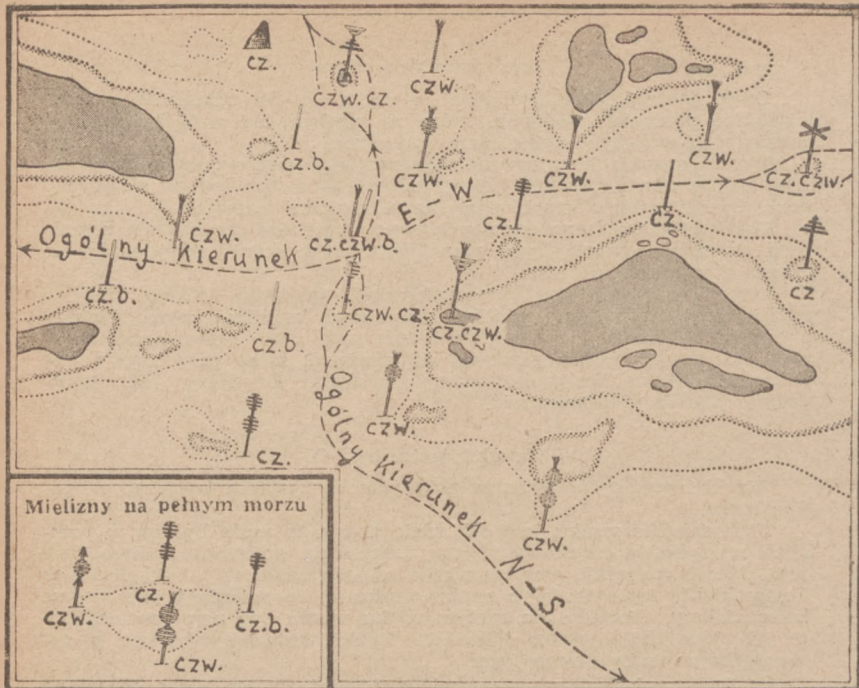 cz.
czw. cz.
czw.
cz.b.
czw.
czw.
czw.
cz. czw.
E-W
cz.
cz.
czw.
cz. czw. b.
Ogólny Kierunek
cz.b.
cz
czw. cz.
cz. czw.
cz.b.
Ogólny Kierunek N-S.
czw.
cz.
czw.
Mielizny na pełnym morzu
cz.
czw.
cz.b.
czw.